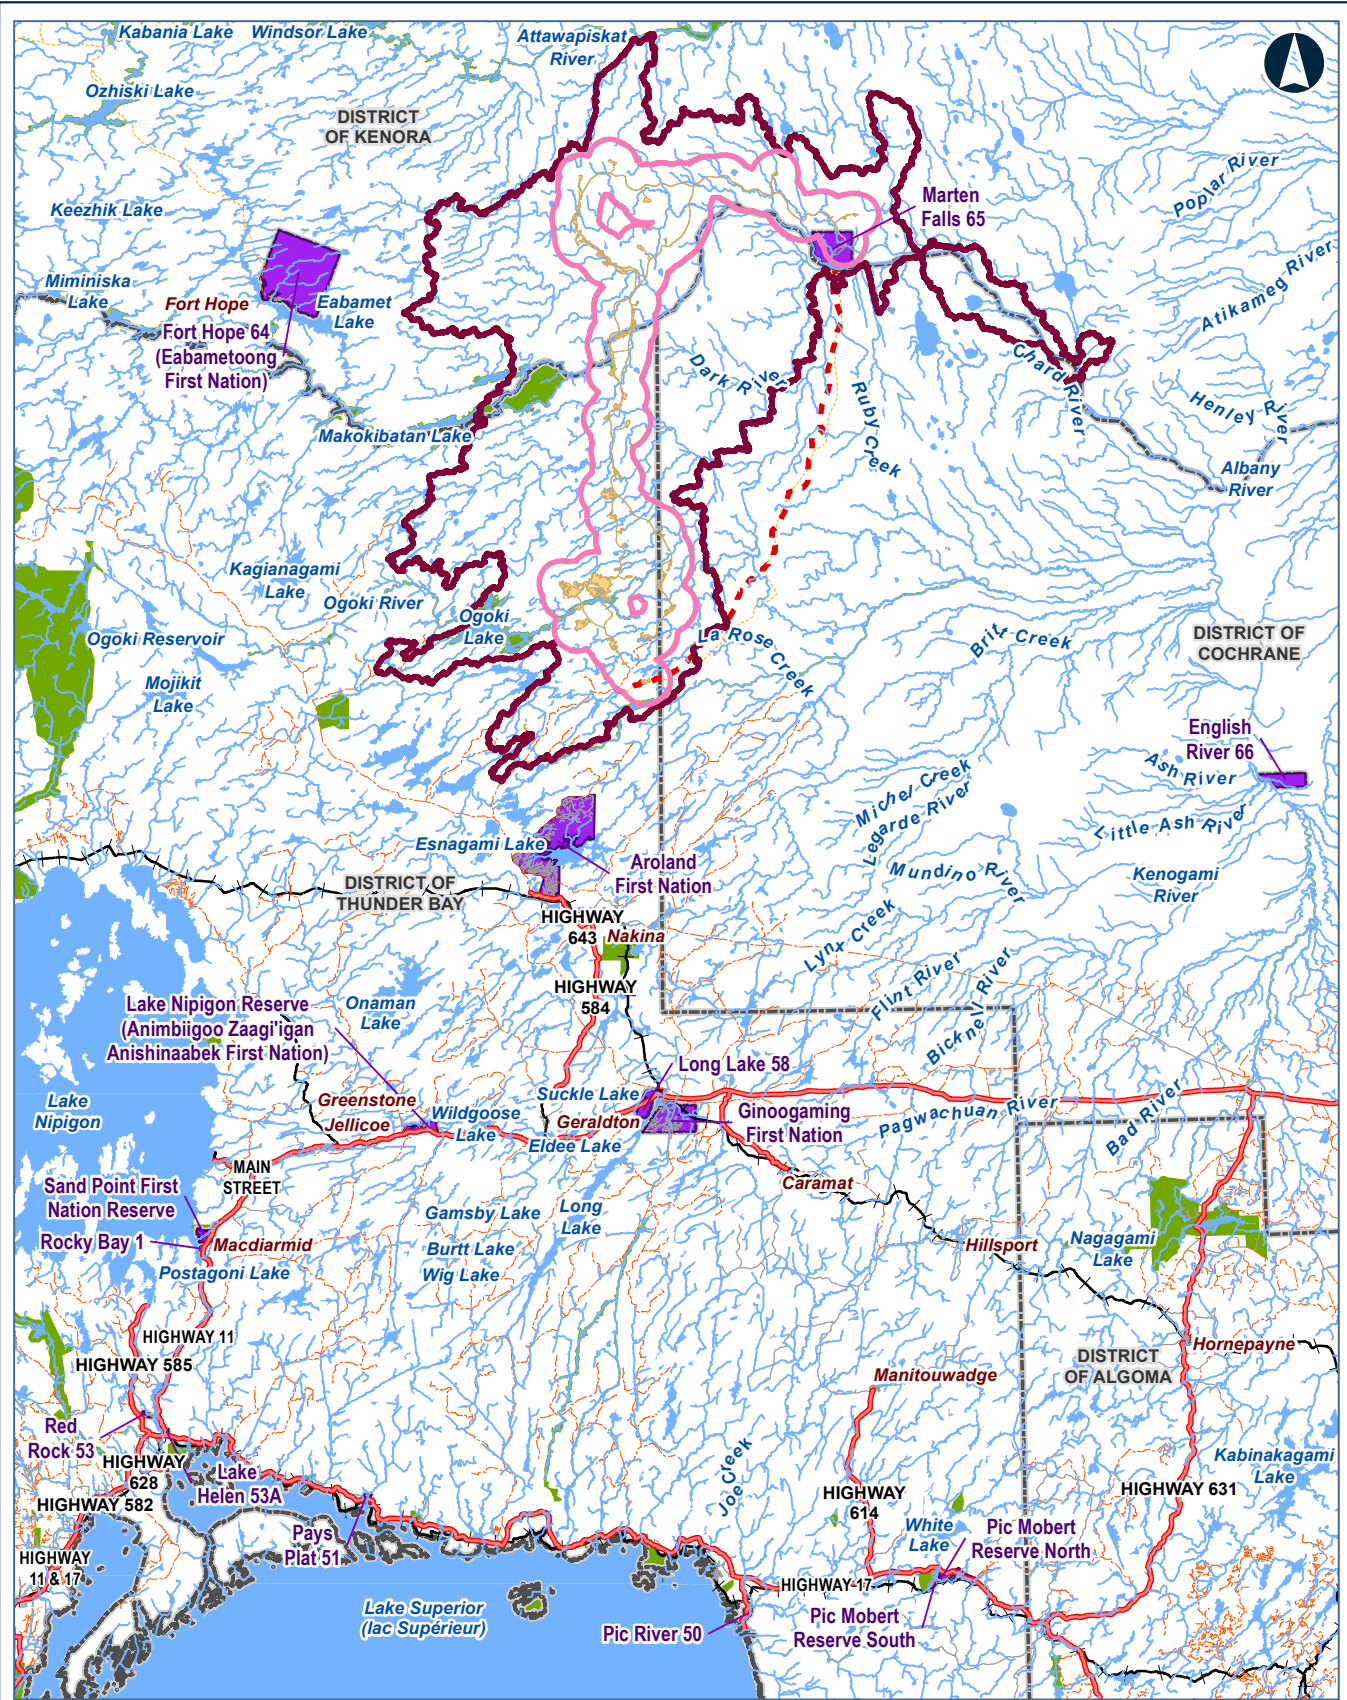 Kabania Lake
Windsor Lake
Attawapiskat
River
Ozhiski Lake
DISTRICT
OF KENORA
Poplar River
Marten
Falls 65
Keezhik Lake
Atikameg River
Miminiska
Lake
Fort Hope
Eabamet
Lake
Fort Hope 64
(Eabametoong
First Nation)
Dark River
Ruby Creek
Chard River
Henley River
Makokibatan Lake
Albany
River
Kagianagami
Lake
Ogoki River
Ogoki
Lake
Ogoki Reservoir
La Rose Creek
Britt Creek
DISTRICT OF
COCHRANE
Mojikit
Lake
English
River 66
Ash River
Michel Creek
Legarde River
Little Ash River
Esnagami Lake
Aroland
First Nation
Mundino River
Kenogami
River
DISTRICT OF
THUNDER BAY
HIGHWAY
643
Nakina
Lynx Creek
HIGHWAY
584
Flint River
Bicknel River
Lake Nipigon Reserve
(Animbiigoo Zaagi'igan
Anishinaabek First Nation)
Onaman
Lake
Long Lake 58
Lake
Nipigon
Greenstone
Jellicoe
Wildgoose
Lake
Suckle Lake
Geraldton
Eldee Lake
Ginoogaming
First Nation
Pagwachuan River
Bad River
MAIN
STREET
Caramat
Sand Point First
Nation Reserve
Rocky Bay 1
Macdiarmid
Gamsby Lake
Long
Lake
Burtt Lake
Wig Lake
Postagoni Lake
Hillsport
Nagagami
Lake
HIGHWAY 11
HIGHWAY 585
Hornepayne
DISTRICT
OF ALGOMA
Manitouwadge
Red
Rock 53
HIGHWAY
628
Lake
Helen 53A
HIGHWAY 582
Joe Creek
Kabinakagami
Lake
HIGHWAY 631
HIGHWAY
614
White
Lake
Pic Mobert
Reserve North
Pays
Plat 51
HIGHWAY
11 & 17
HIGHWAY 17
Lake Superior
(lac Supérieur)
Pic River 50
Pic Mobert
Reserve South